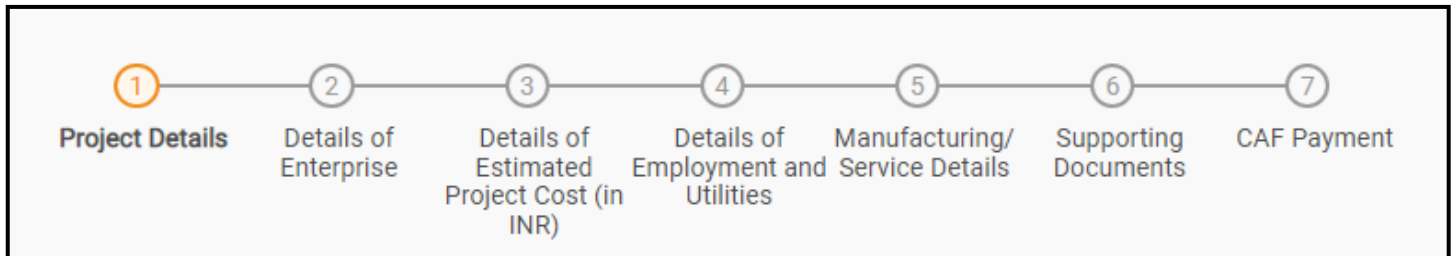 1
2
3
4
5
6
7
Project Details
Details of
Enterprise
Details of
Estimated
Project Cost (in
INR)
Details of
Employment and
Utilities
Manufacturing/
Service Details
Supporting
Documents
CAF Payment